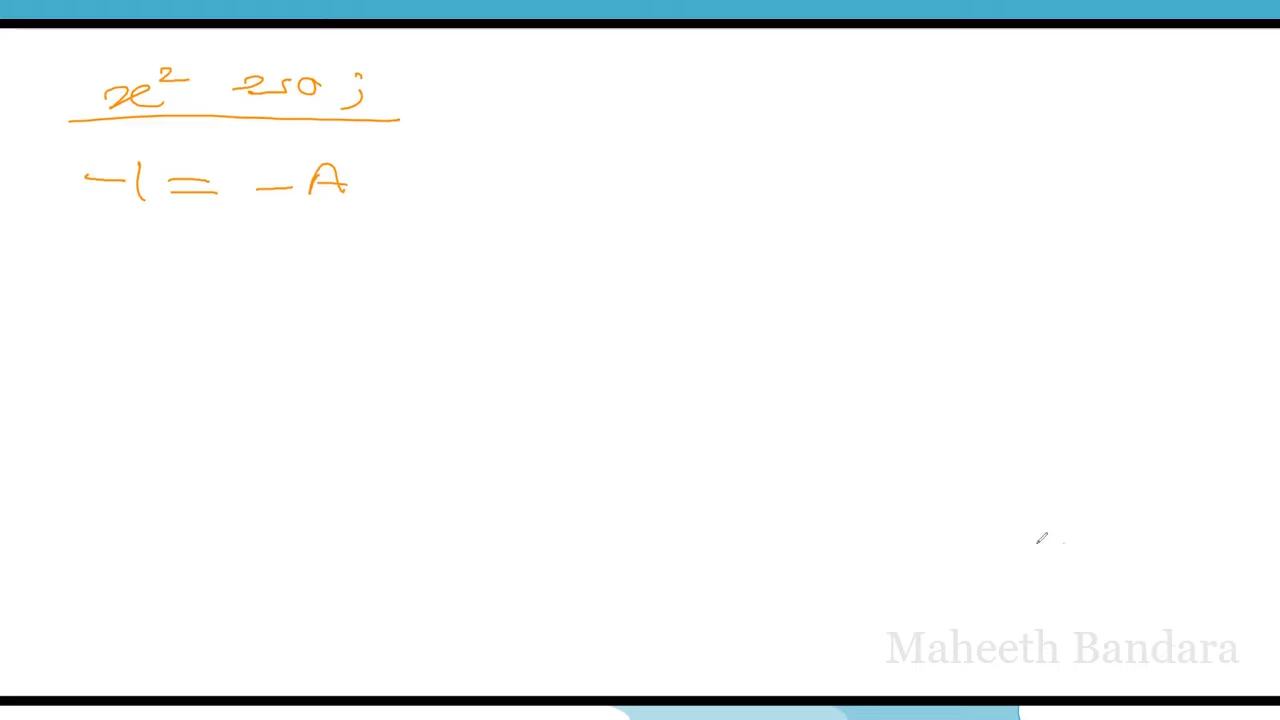 x²
-1 = - A
Maheeth Bandara